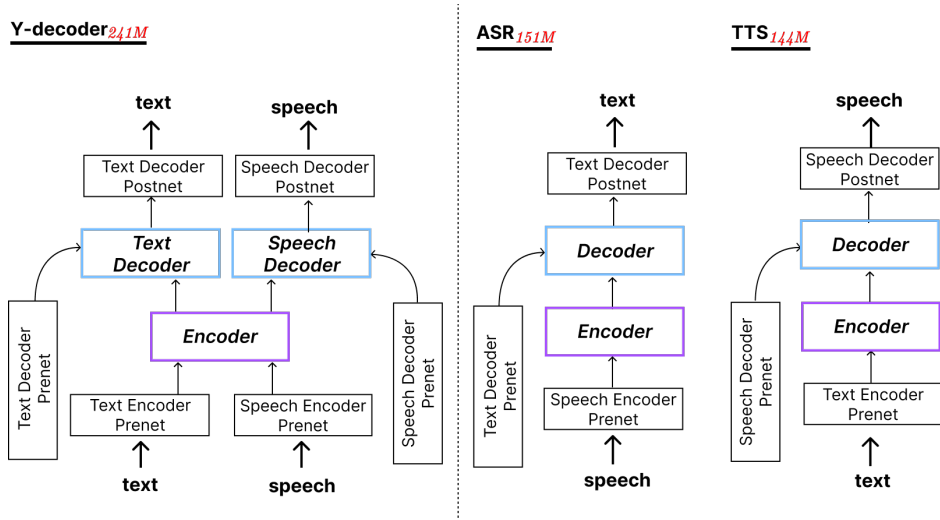 Y-decoder241M
text
speech
Text Decoder
Postnet
Speech Decoder
Postnet
Text
Decoder
Speech
Decoder
Encoder
Text Decoder
Prenet
Speech Decoder
Prenet
Text Encoder
Prenet
Speech Encoder
Prenet
text
speech
ASR151M
text
Text Decoder
Postnet
Decoder
Encoder
Text Decoder
Prenet
Speech Encoder
Prenet
speech
TTS144M
speech
Speech Decoder
Postnet
Decoder
Encoder
Speech Decoder
Prenet
Text Encoder
Prenet
text